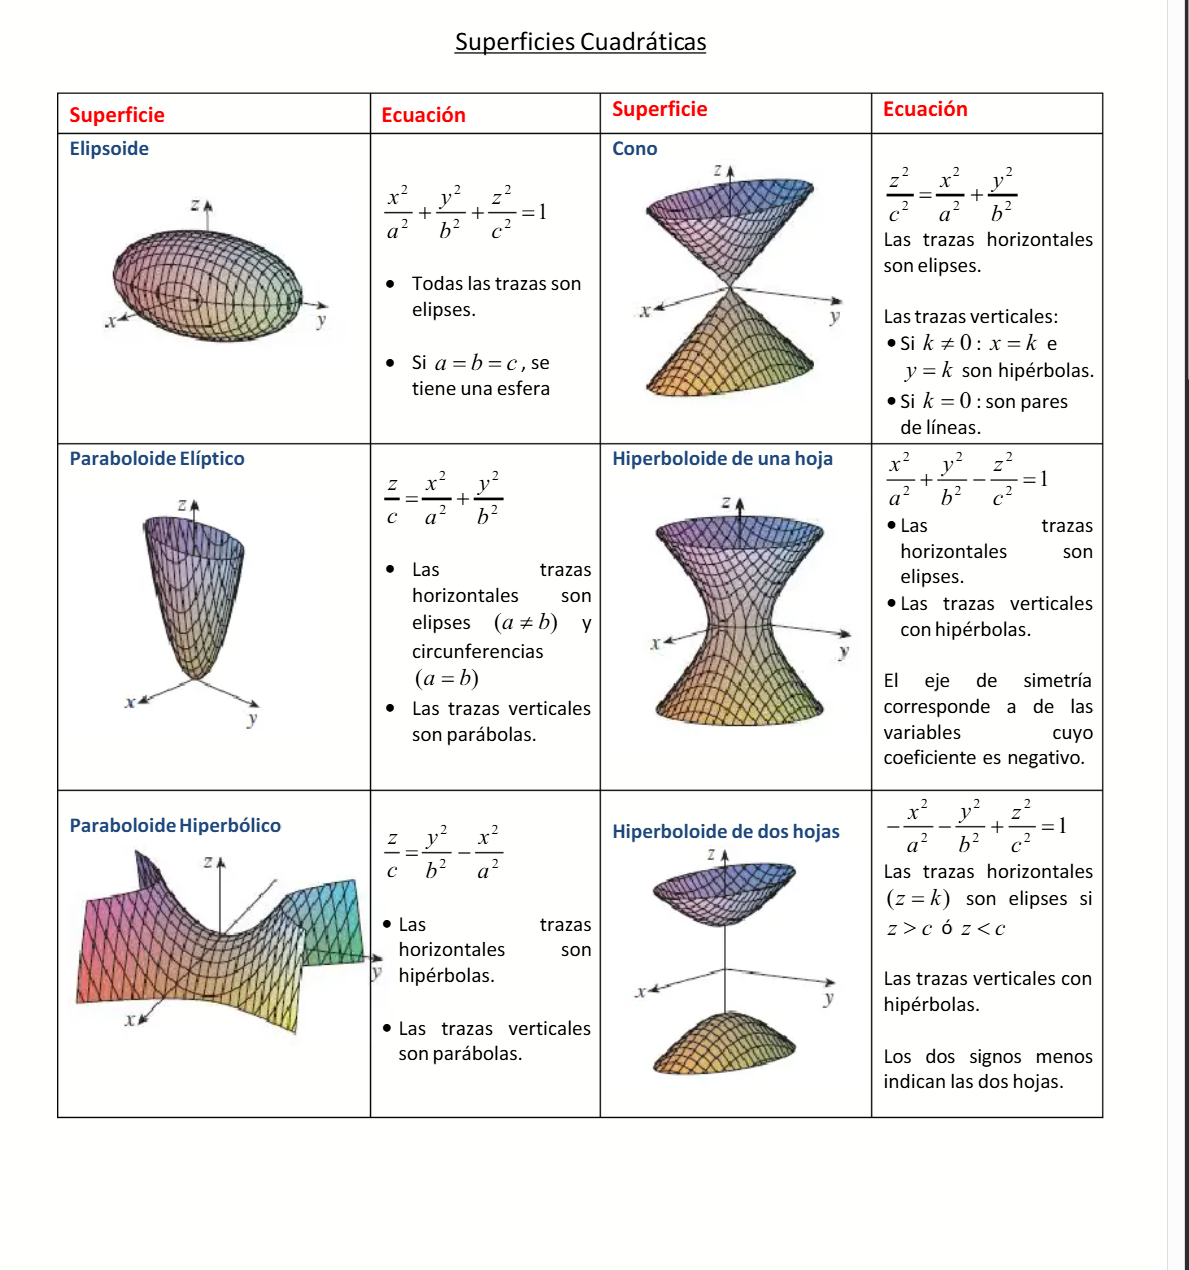 Superficies Cuadráticas
Superficie
Ecuación
Superficie
Ecuación
Elipsoide
z
x
y
x²/a² + y²/b² + z²/c² = 1
• Todas las trazas son
elipses.
• Si a = b = c, se
tiene una esfera
Cono
z
x
y
z²/c² = x²/a² + y²/b²
Las trazas horizontales
son elipses.
Las trazas verticales:
• Si k ≠ 0 : x = k e
y = k son hipérbolas.
• Si k = 0 : son pares
de líneas.
Paraboloide Elíptico
z
x
y
z/c = x²/a² + y²/b²
• Las trazas
horizontales son
elipses (a ≠ b) y
circunferencias
(a = b)
• Las trazas verticales
son parábolas.
Hiperboloide de una hoja
z
x
y
x²/a² + y²/b² − z²/c² = 1
• Las trazas
horizontales son
elipses.
• Las trazas verticales
con hipérbolas.
El eje de simetría
corresponde a de las
variables cuyo
coeficiente es negativo.
Paraboloide Hiperbólico
z
y
x
z/c = y²/b² − x²/a²
• Las trazas
horizontales son
hipérbolas.
• Las trazas verticales
son parábolas.
Hiperboloide de dos hojas
z
x
y
−x²/a² − y²/b² + z²/c² = 1
Las trazas horizontales
(z = k) son elipses si
z > c ó z < c
Las trazas verticales con
hipérbolas.
Los dos signos menos
indican las dos hojas.